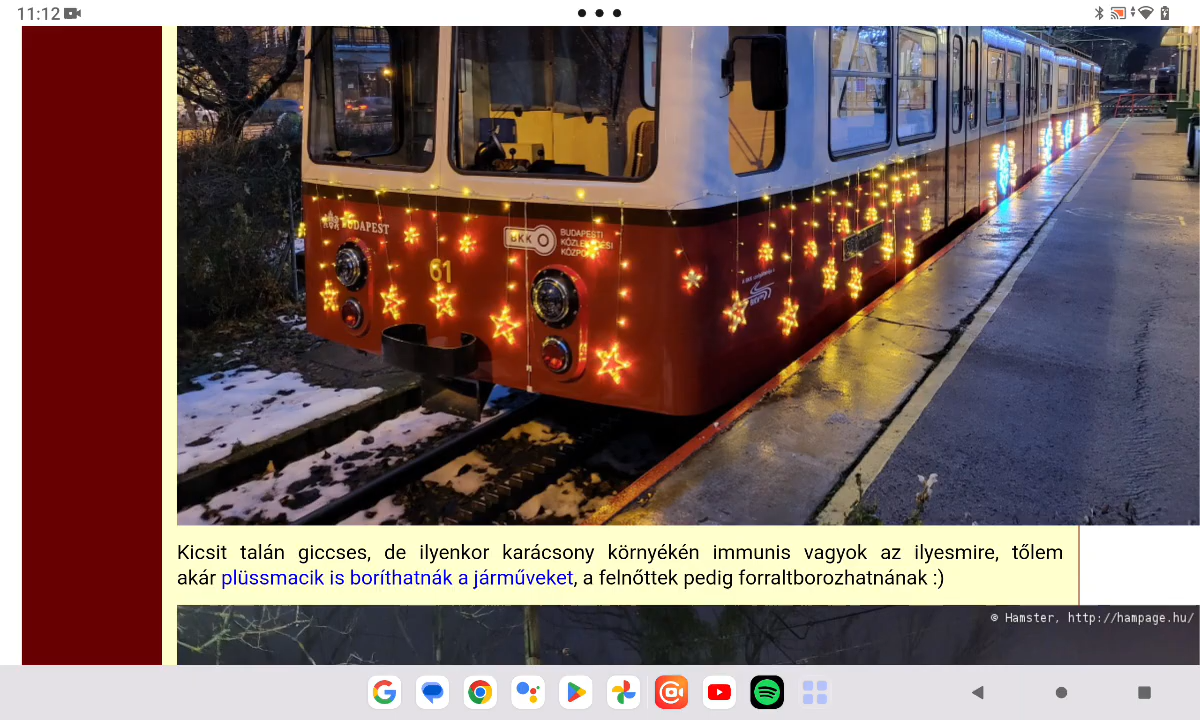 11:12
BUDAPEST
BKK
BUDAPESTI
KÖZLEKEDÉSI
KÖZPONT
61
BKV
Kicsit talán giccses, de ilyenkor karácsony környékén immunis vagyok az ilyesmire, tőlem
akár plüssmacik is boríthatnák a járműveket, a felnőttek pedig forraltborozhatnának :)
© Hamster, http://hampage.hu/